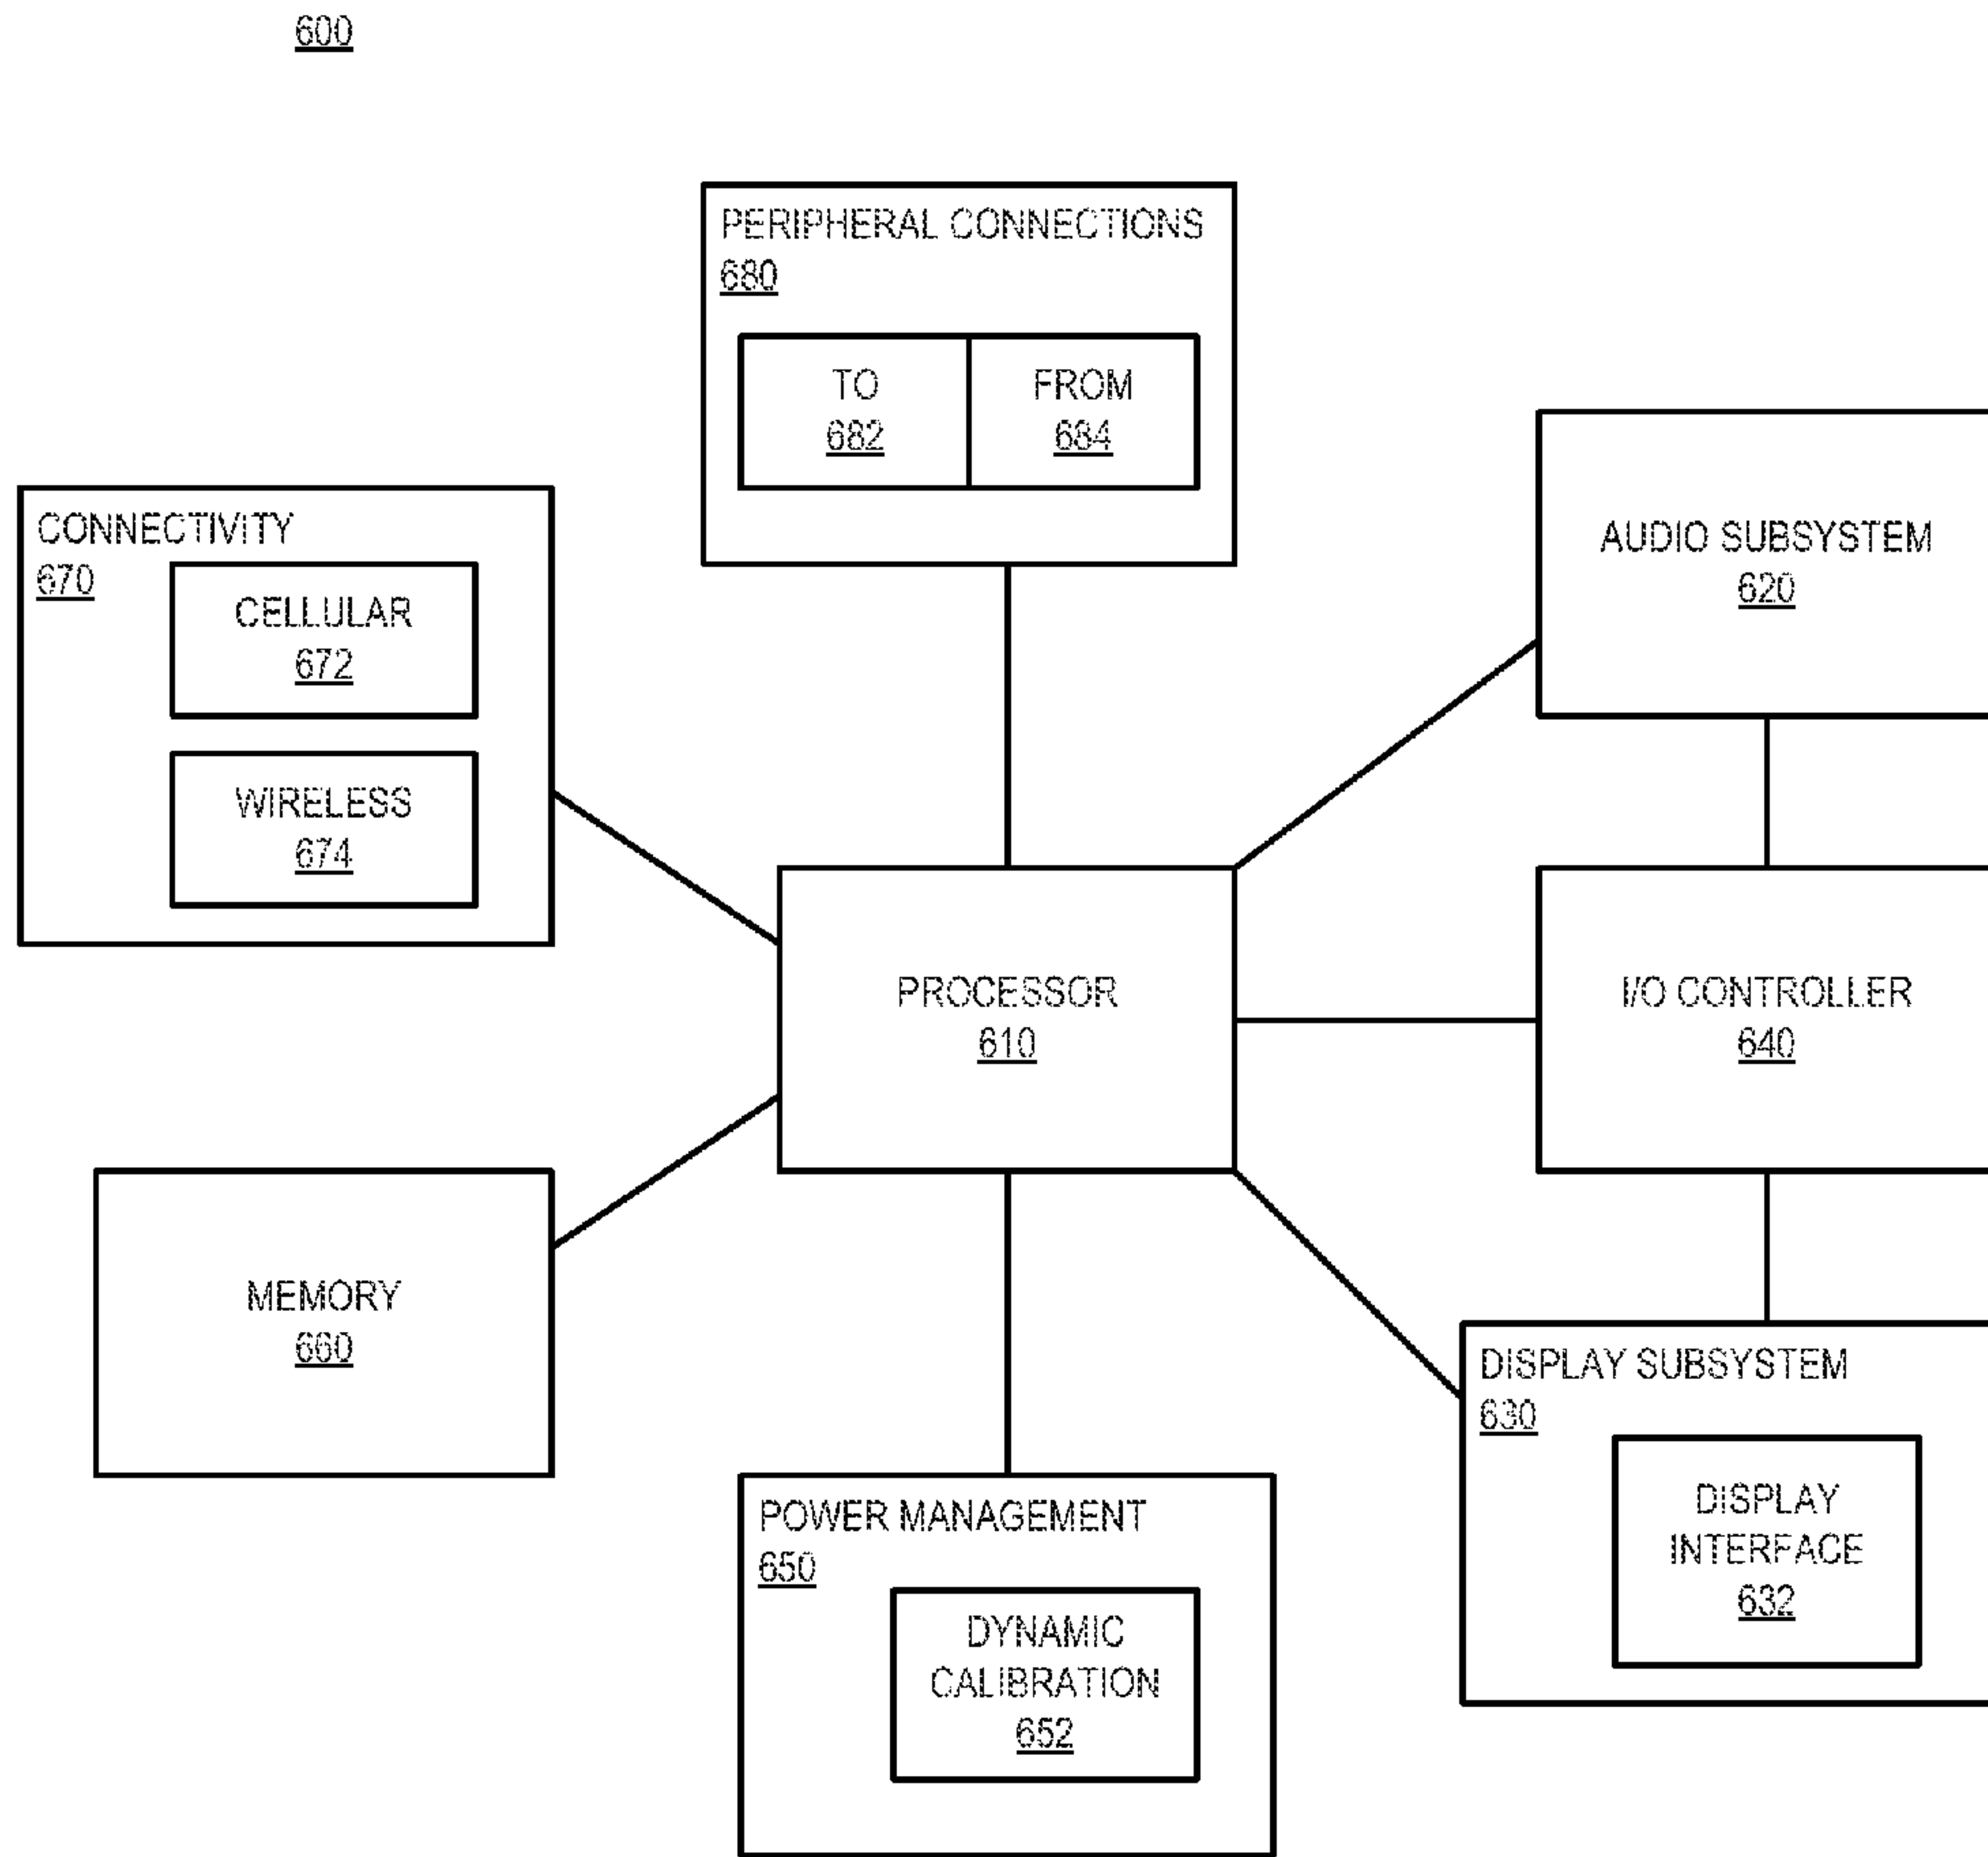 600
PERIPHERAL CONNECTIONS
680
TO
682
FROM
684
CONNECTIVITY
670
CELLULAR
672
WIRELESS
674
AUDIO SUBSYSTEM
620
PROCESSOR
610
I/O CONTROLLER
640
MEMORY
660
DISPLAY SUBSYSTEM
630
DISPLAY
INTERFACE
632
POWER MANAGEMENT
650
DYNAMIC
CALIBRATION
652